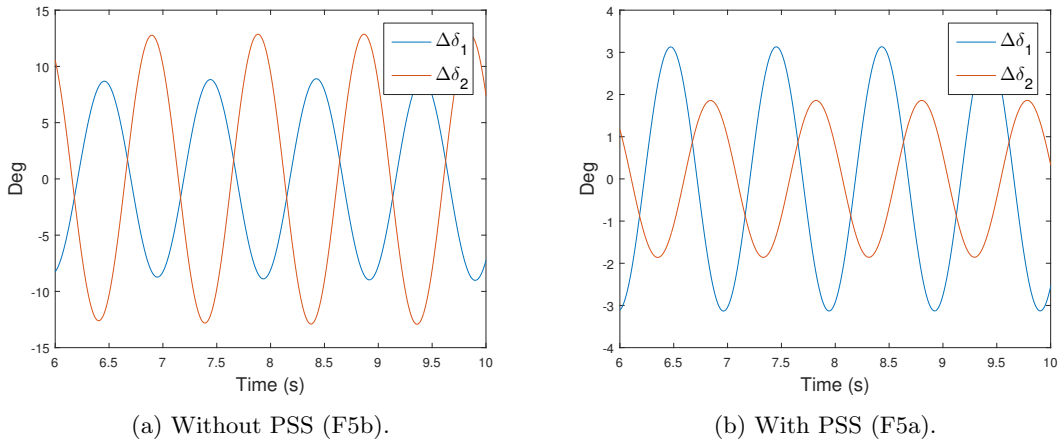 15
10
5
0
-5
-10
-15
Deg
6 6.5 7 7.5 8 8.5 9 9.5 10
Time (s)
Δδ1
Δδ2
(a) Without PSS (F5b).
4
3
2
1
0
-1
-2
-3
-4
Deg
6 6.5 7 7.5 8 8.5 9 9.5 10
Time (s)
Δδ1
Δδ2
(b) With PSS (F5a).